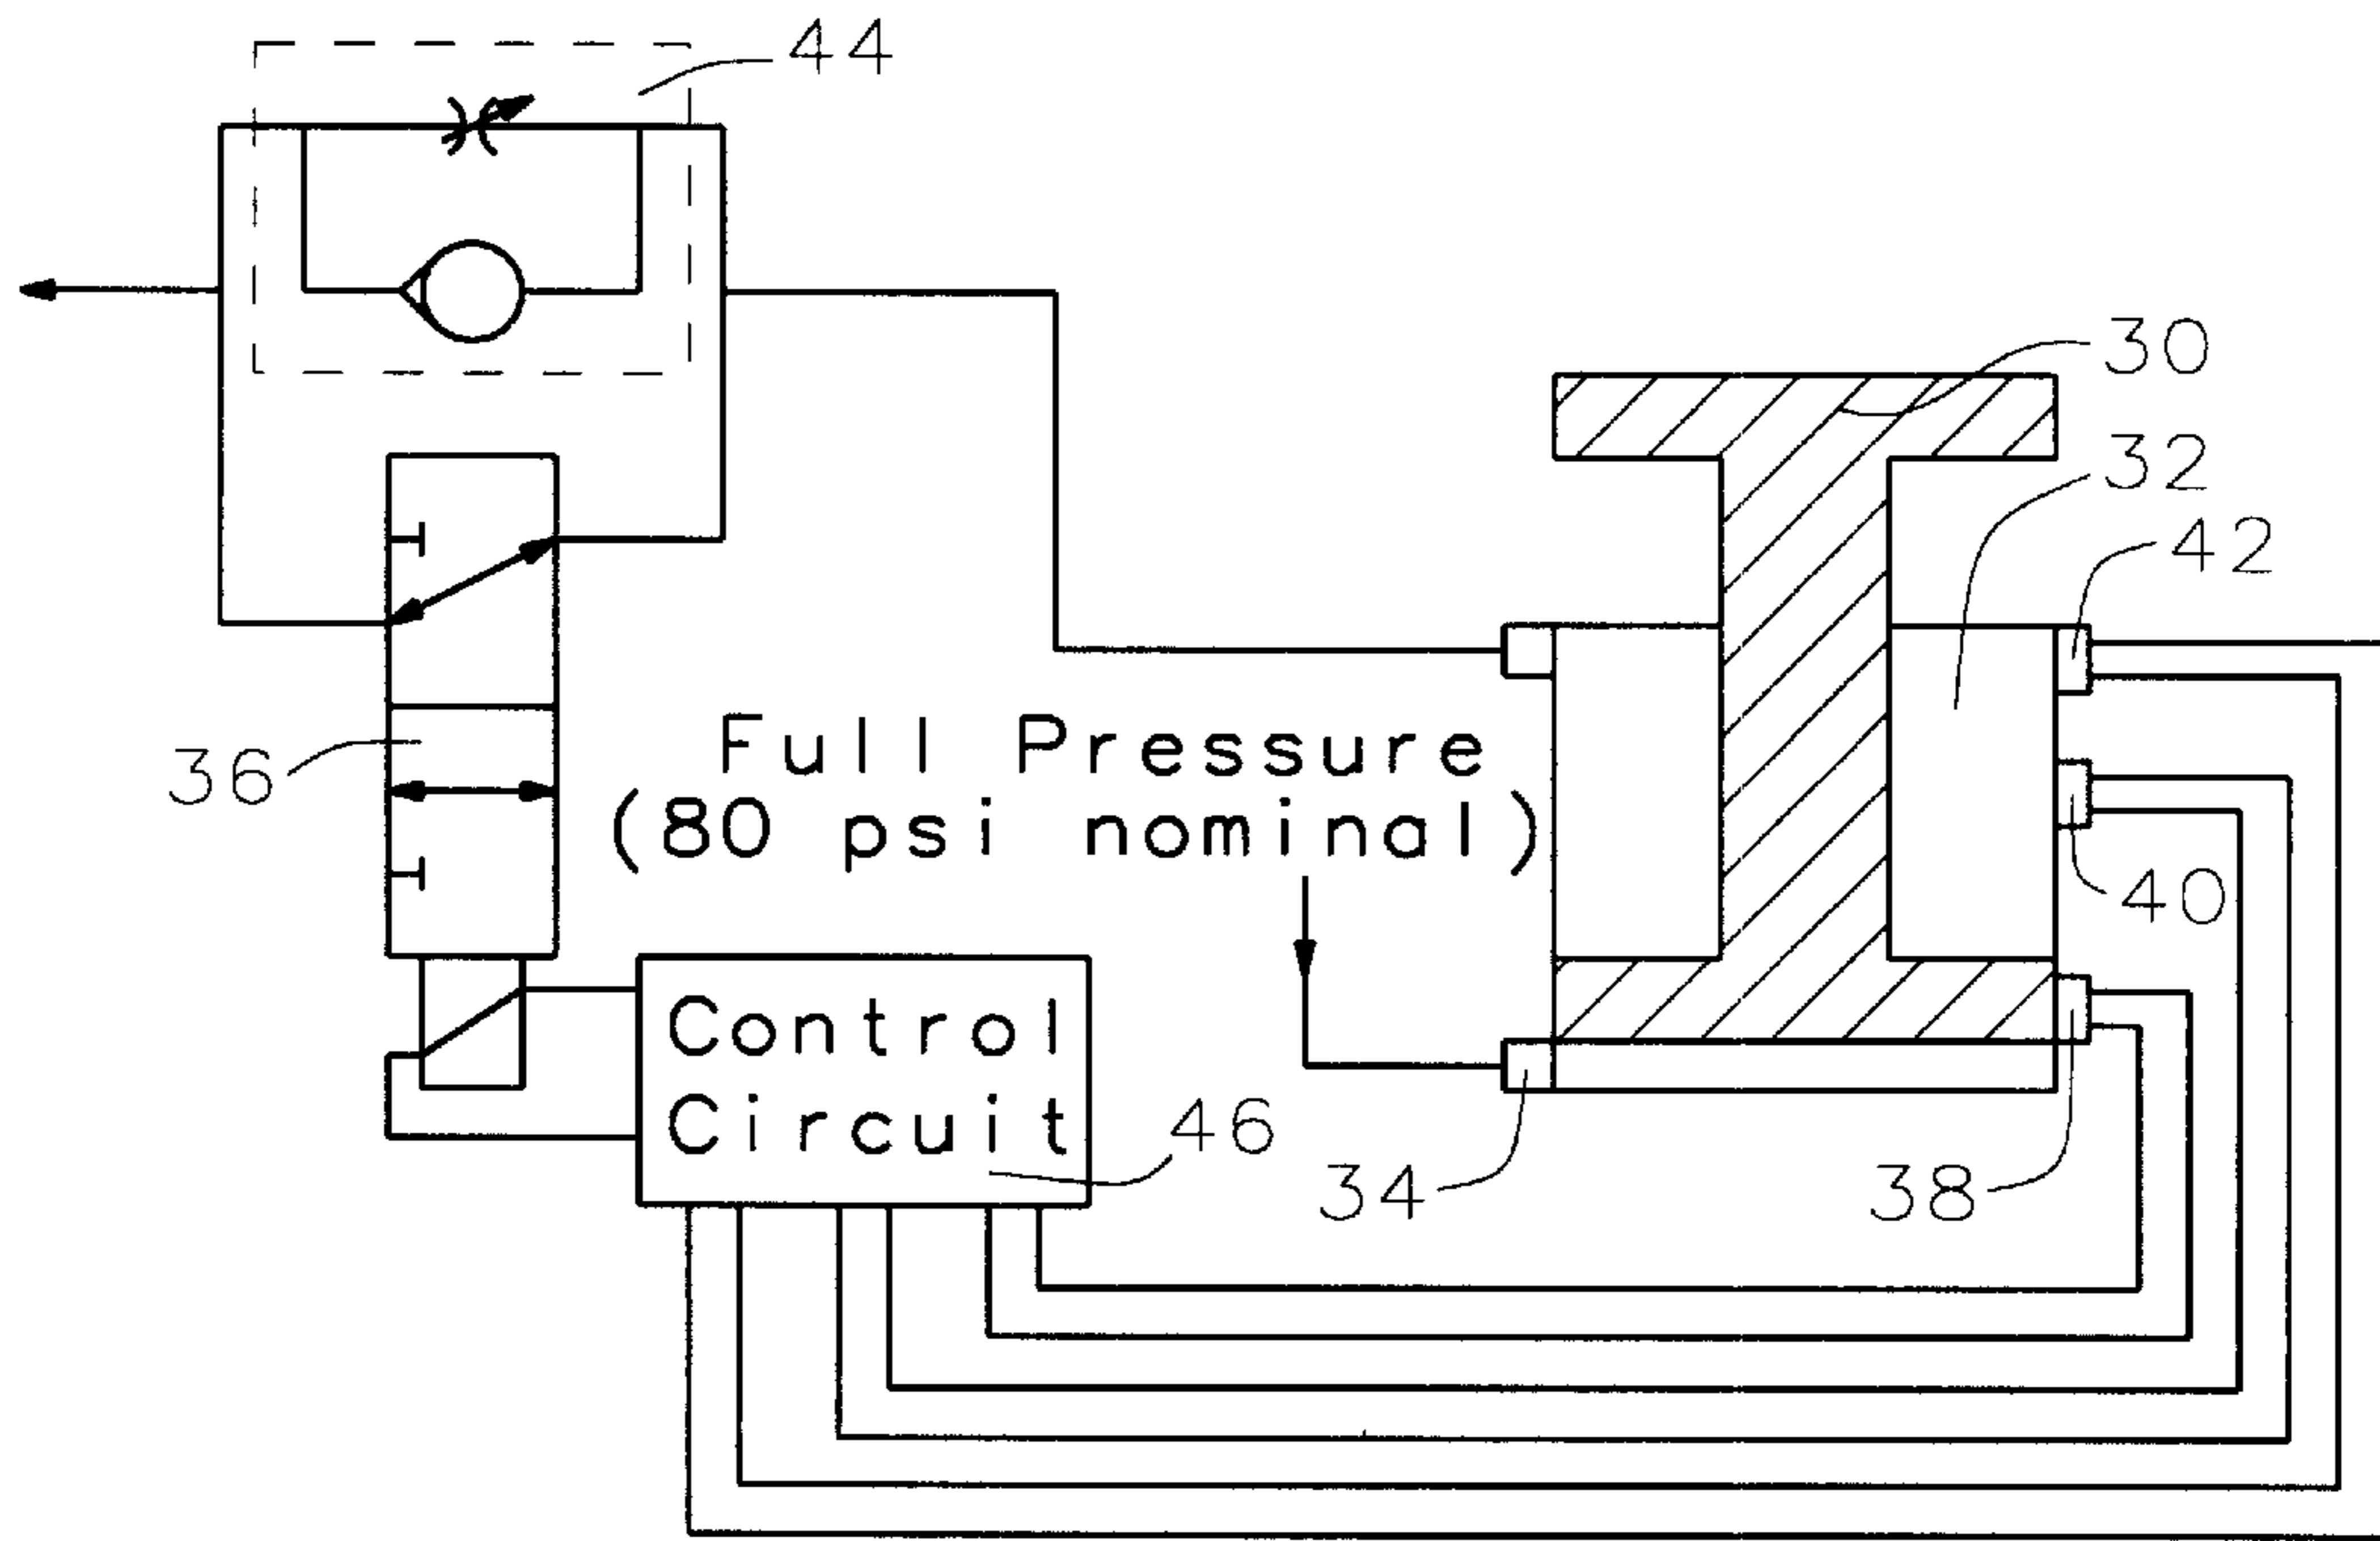 44
30
32
42
36
Full Pressure
(80 psi nominal)
40
Control
Circuit
46
34
38